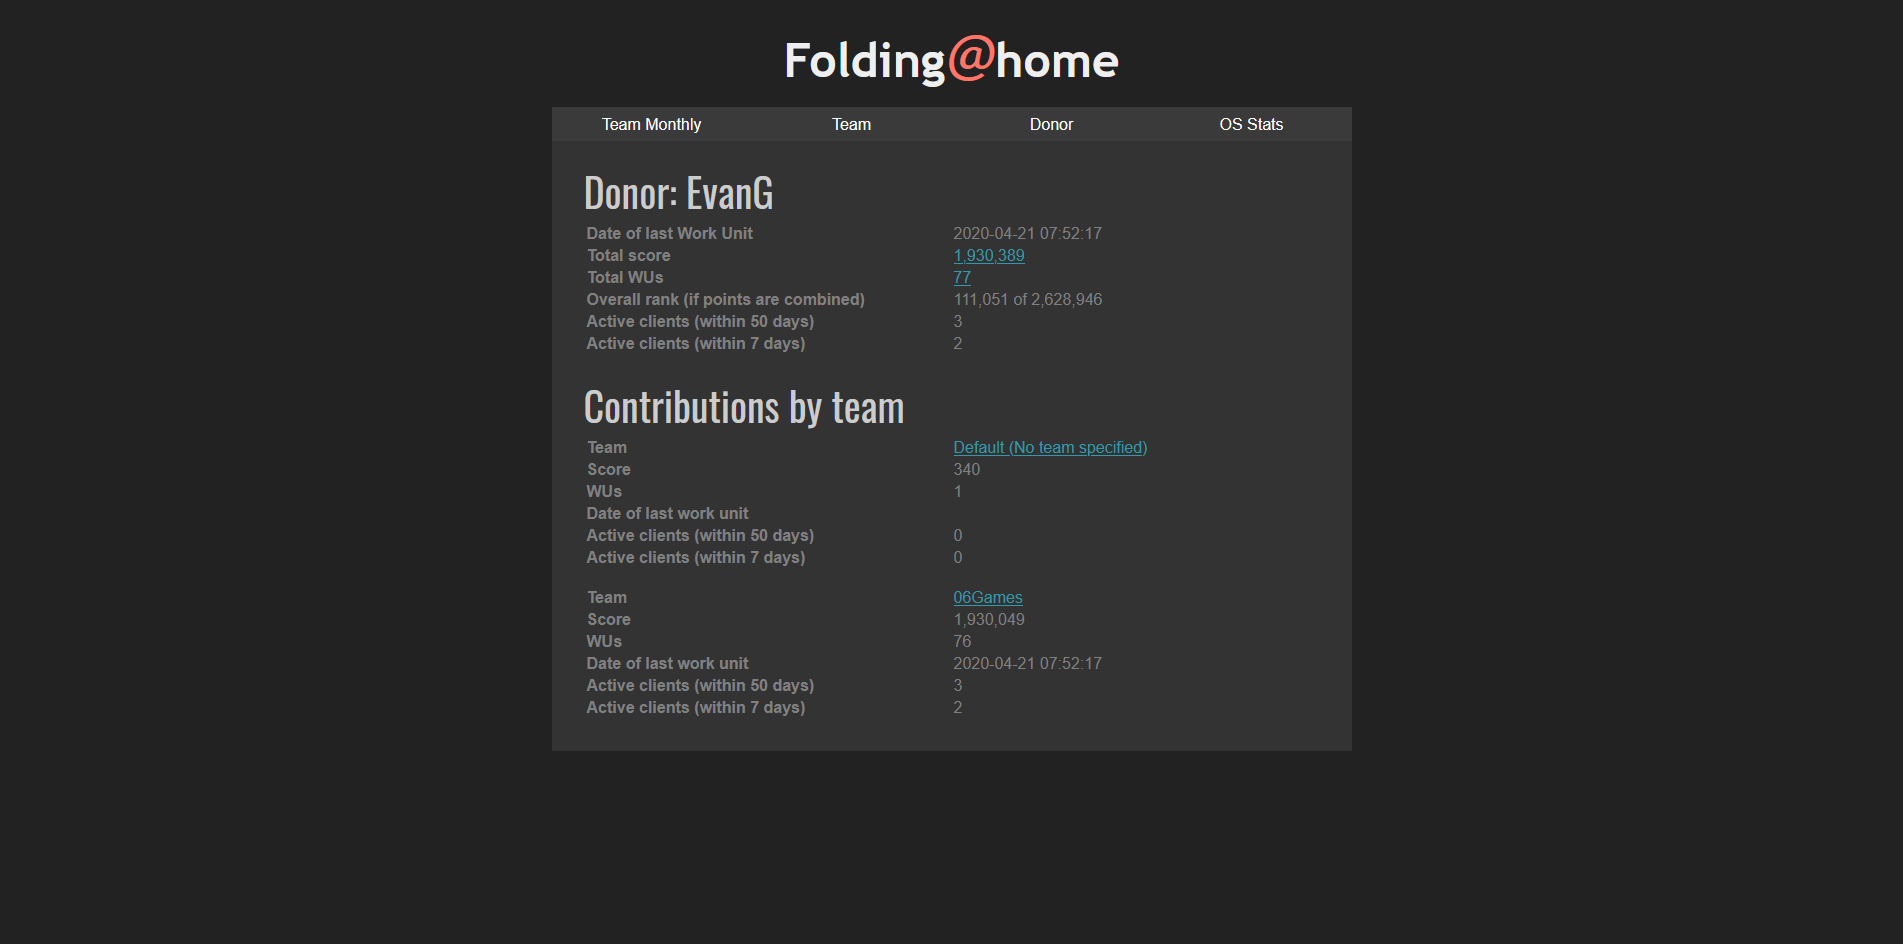 Folding@home
Team Monthly Team Donor OS Stats
Donor: EvanG
Date of last Work Unit 2020-04-21 07:52:17
Total score 1,930,389
Total WUs 77
Overall rank (if points are combined) 111,051 of 2,628,946
Active clients (within 50 days) 3
Active clients (within 7 days) 2
Contributions by team
Team Default (No team specified)
Score 340
WUs 1
Date of last work unit
Active clients (within 50 days) 0
Active clients (within 7 days) 0
Team 06Games
Score 1,930,049
WUs 76
Date of last work unit 2020-04-21 07:52:17
Active clients (within 50 days) 3
Active clients (within 7 days) 2